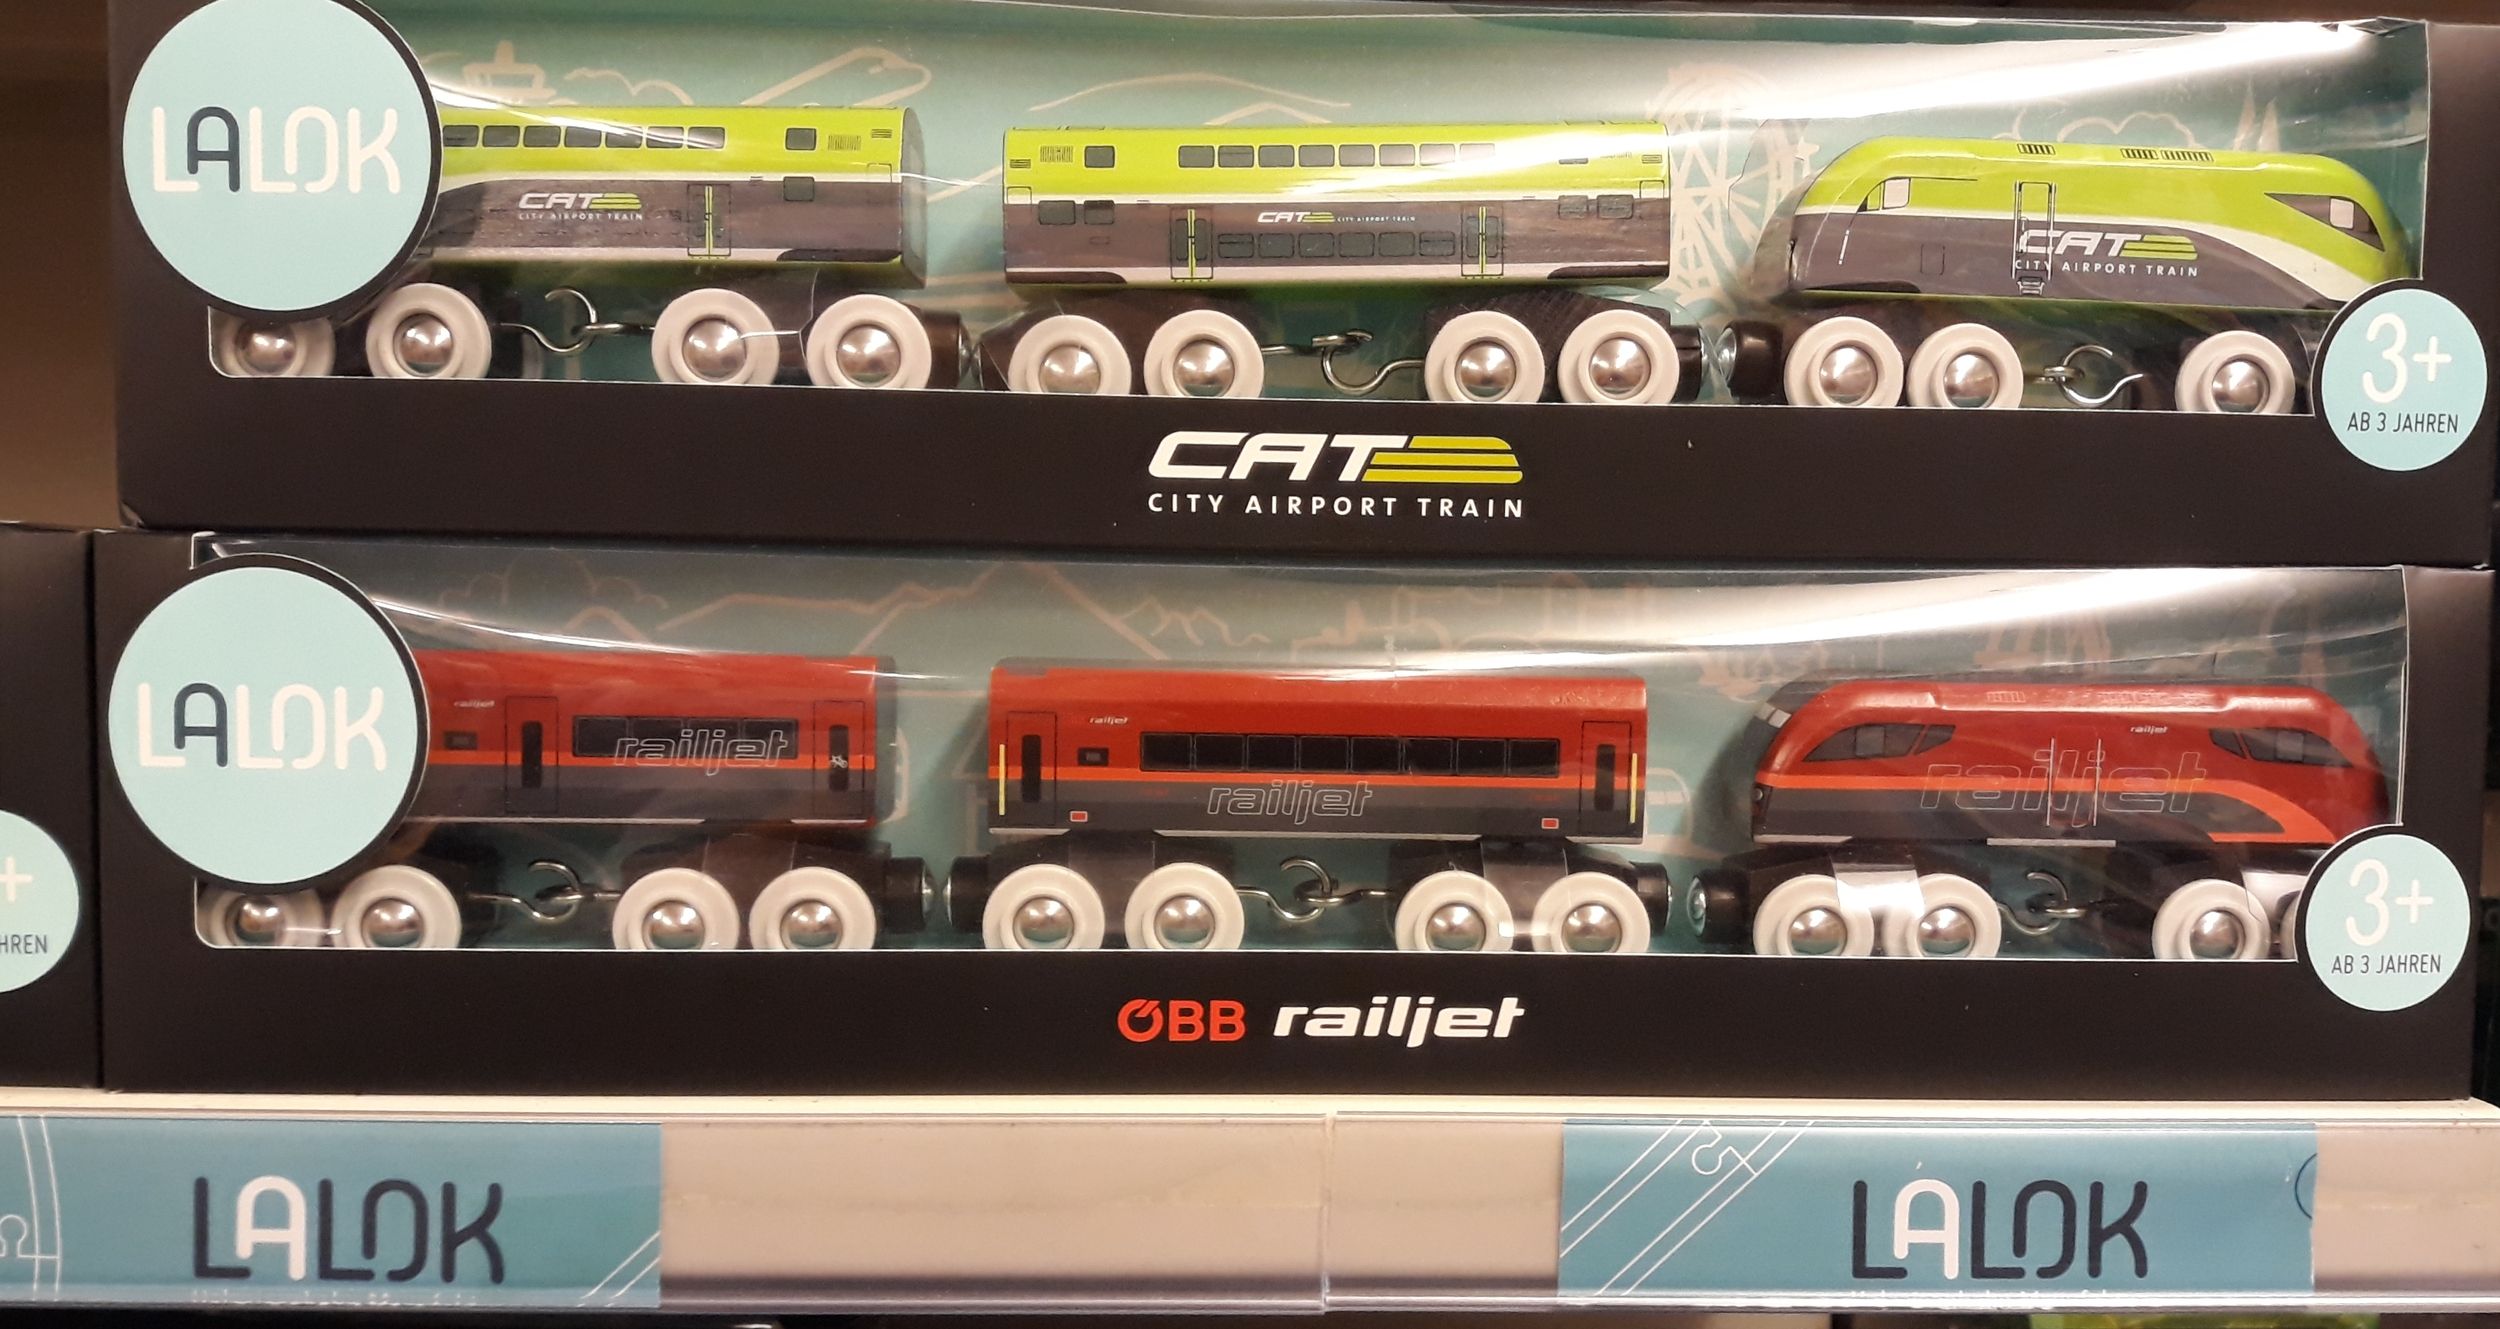 LALOK
CAT
CITY AIRPORT TRAIN
CAT CITY AIRPORT TRAIN
CAT
CITY AIRPORT TRAIN
3+
AB 3 JAHREN
CAT
CITY AIRPORT TRAIN
LALOK
railjet
railjet
railjet
railjet
railjet
railjet
+
HREN
3+
AB 3 JAHREN
ÖBB railjet
LALOK
LALOK